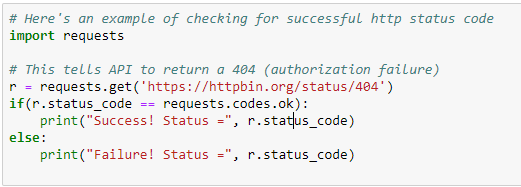 # Here's an example of checking for successful http status code
import requests

# This tells API to return a 404 (authorization failure)
r = requests.get('https://httpbin.org/status/404')
if(r.status_code == requests.codes.ok):
    print("Success! Status =", r.status_code)
else:
    print("Failure! Status =", r.status_code)